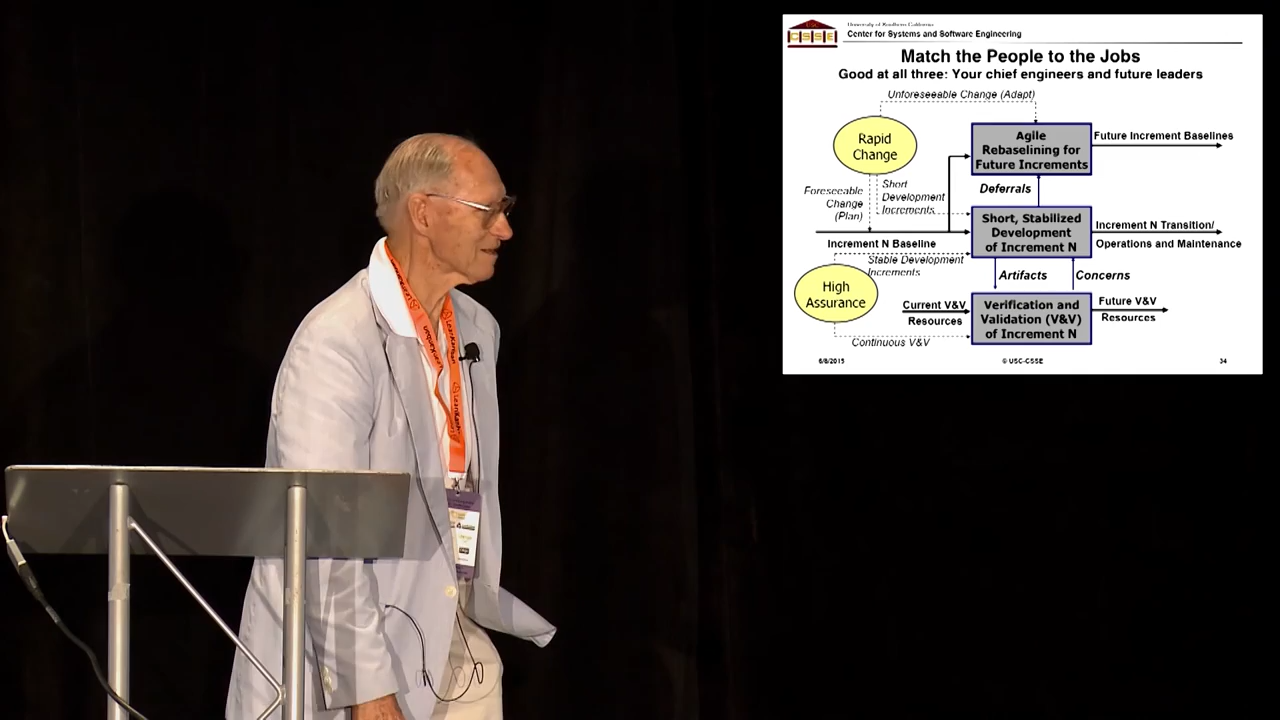 USC
CSSE
University of Southern California
Center for Systems and Software Engineering
Match the People to the Jobs
Good at all three: Your chief engineers and future leaders
Unforeseeable Change (Adapt)
Rapid
Change
Agile
Rebaselining for
Future Increments
Future Increment Baselines
Foreseeable
Change
(Plan)
Short
Development
Increments
Deferrals
Short, Stabilized
Development
of Increment N
Increment N Transition/
Operations and Maintenance
Increment N Baseline
Stable Development
Increments
High
Assurance
Artifacts
Concerns
Current V&V
Resources
Verification and
Validation (V&V)
of Increment N
Future V&V
Resources
Continuous V&V
6/8/2015
© USC-CSSE
34
LeanKanban
LeanKanban